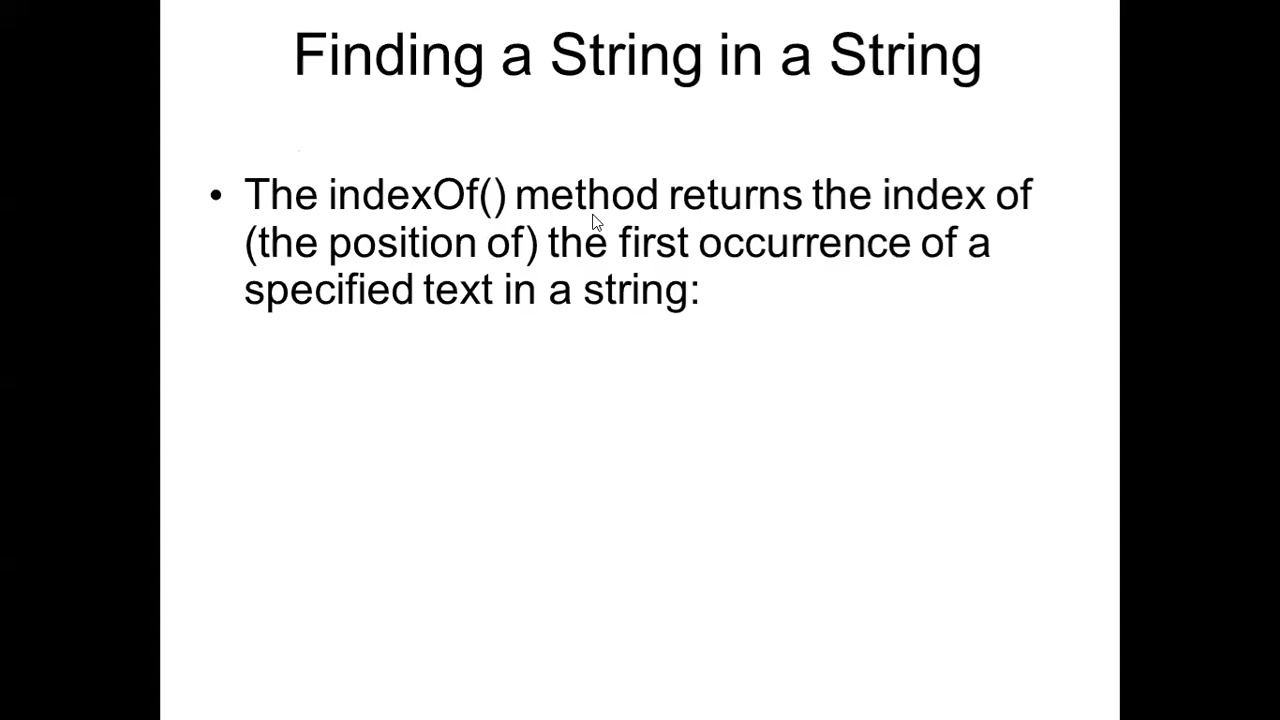 Finding a String in a String
• The indexOf() method returns the index of
(the position of) the first occurrence of a
specified text in a string: